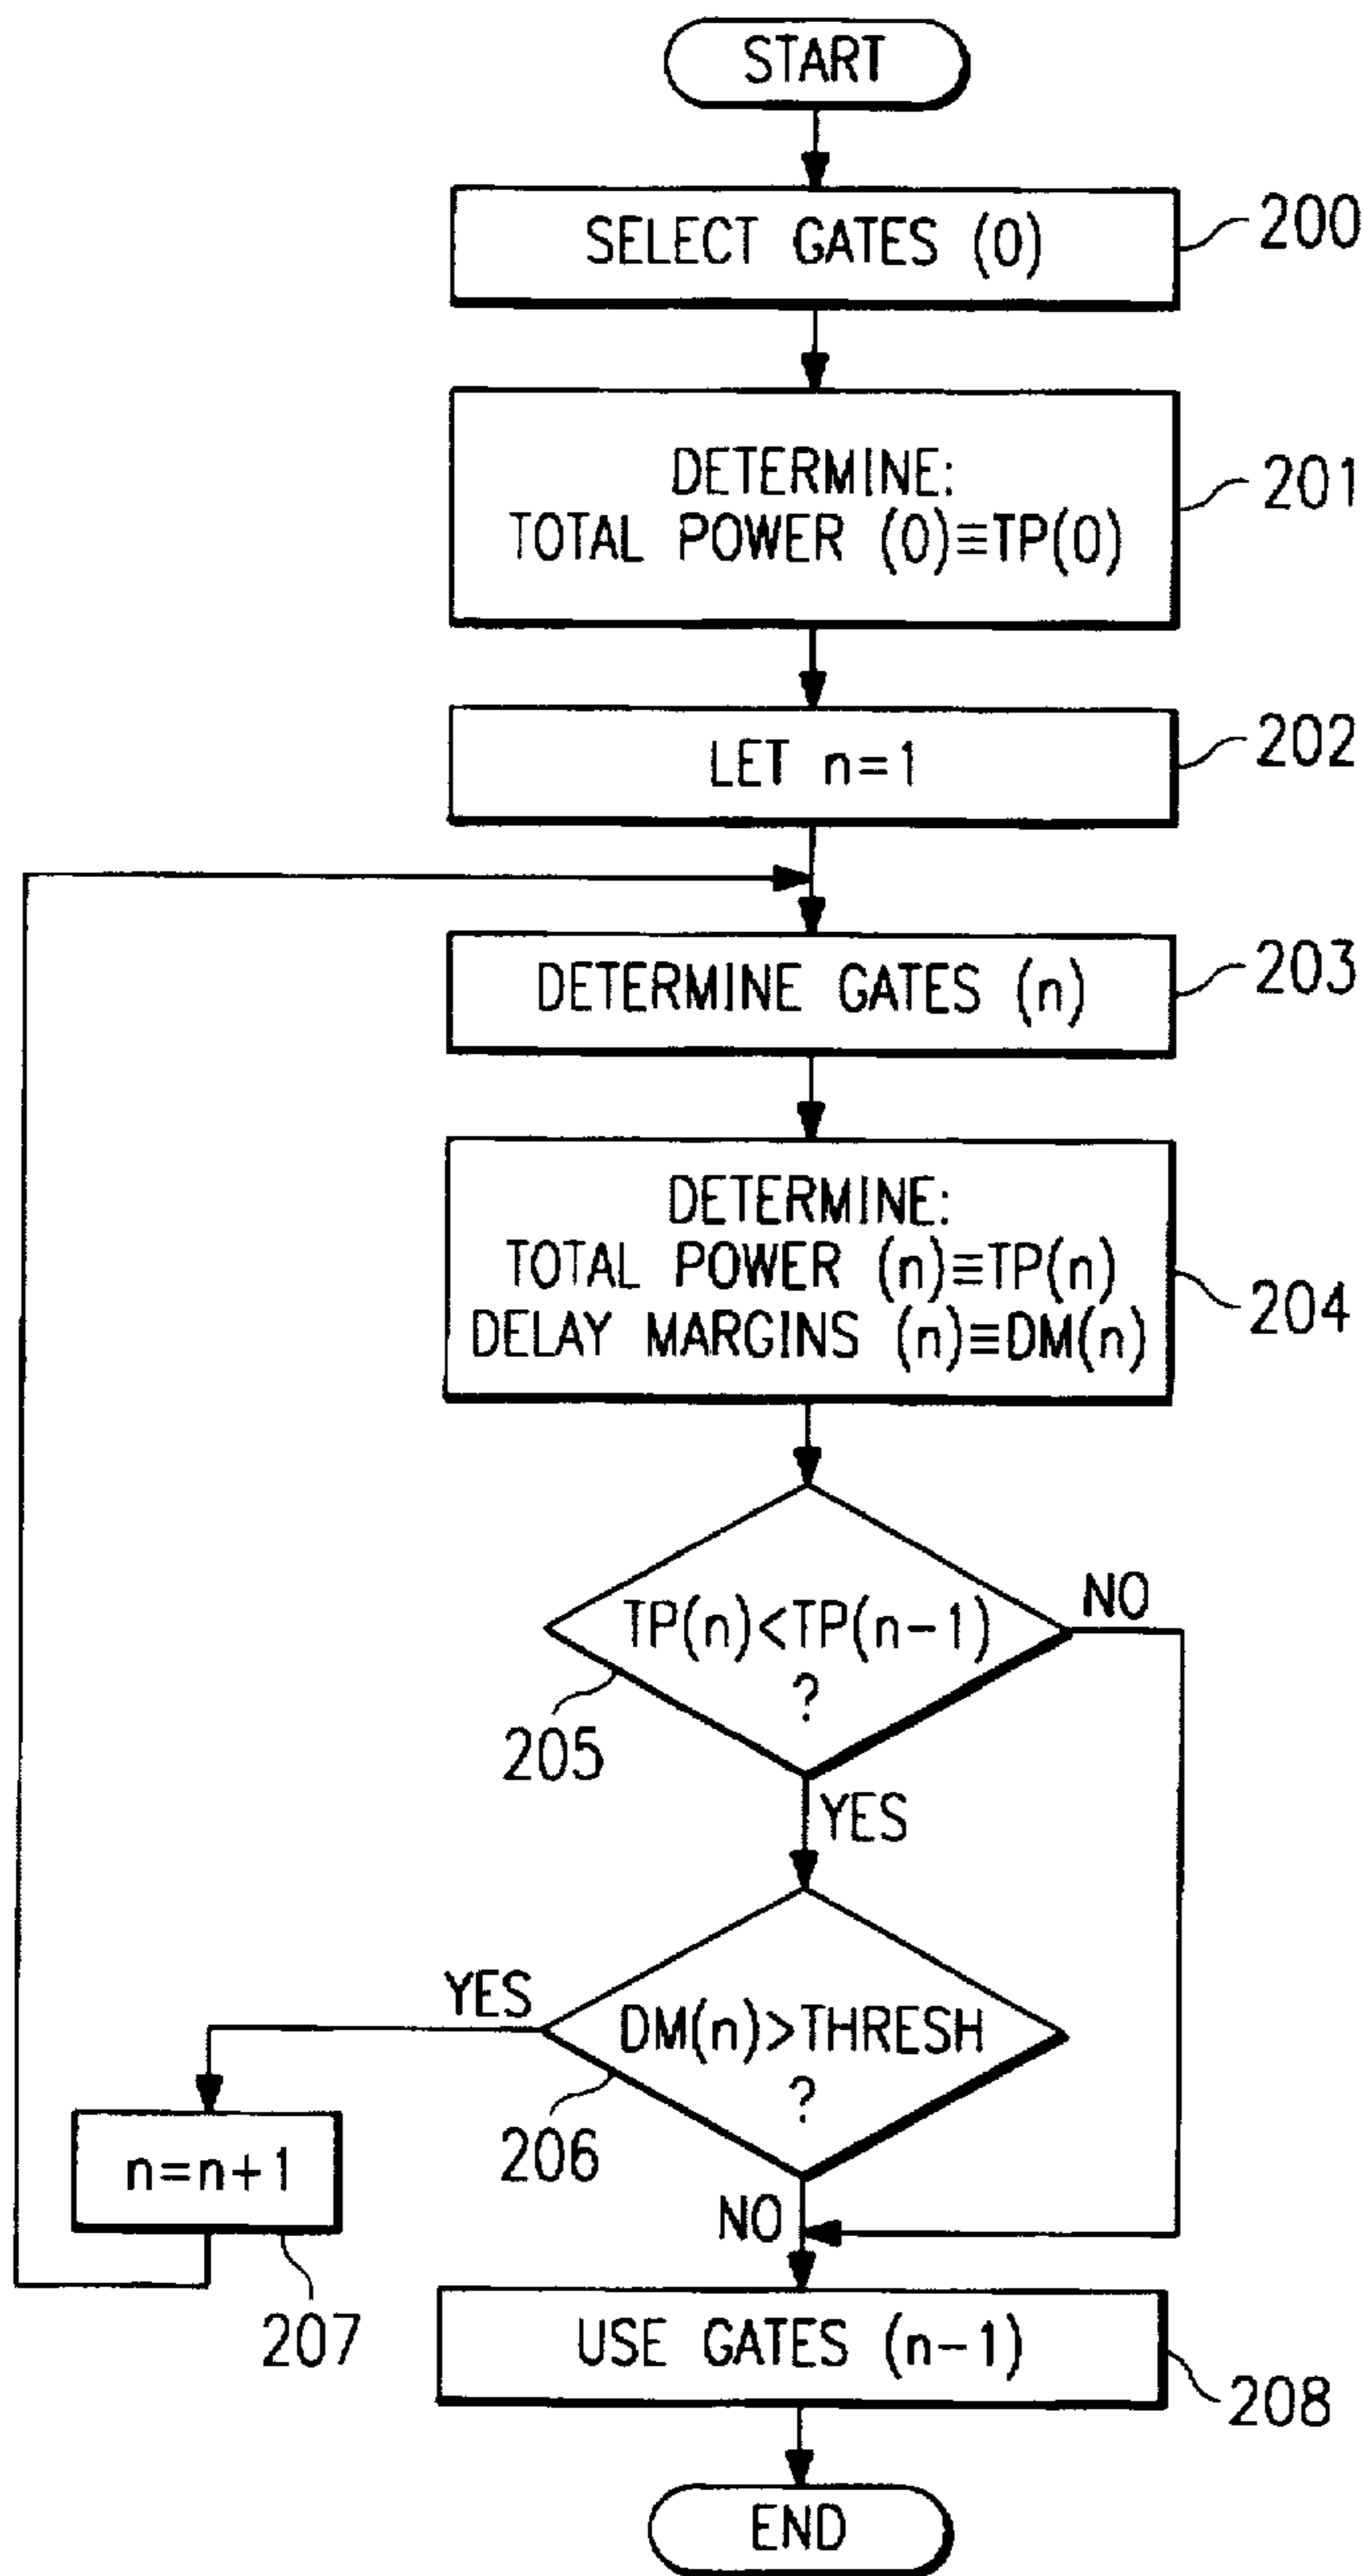 START
SELECT GATES (0)
200
DETERMINE:
TOTAL POWER (0)≡TP(0)
201
LET n=1
202
DETERMINE GATES (n)
203
DETERMINE:
TOTAL POWER (n)≡TP(n)
DELAY MARGINS (n)≡DM(n)
204
TP(n)<TP(n-1)
?
NO
205
YES
DM(n)>THRESH
?
YES
206
n=n+1
207
NO
USE GATES (n-1)
208
END